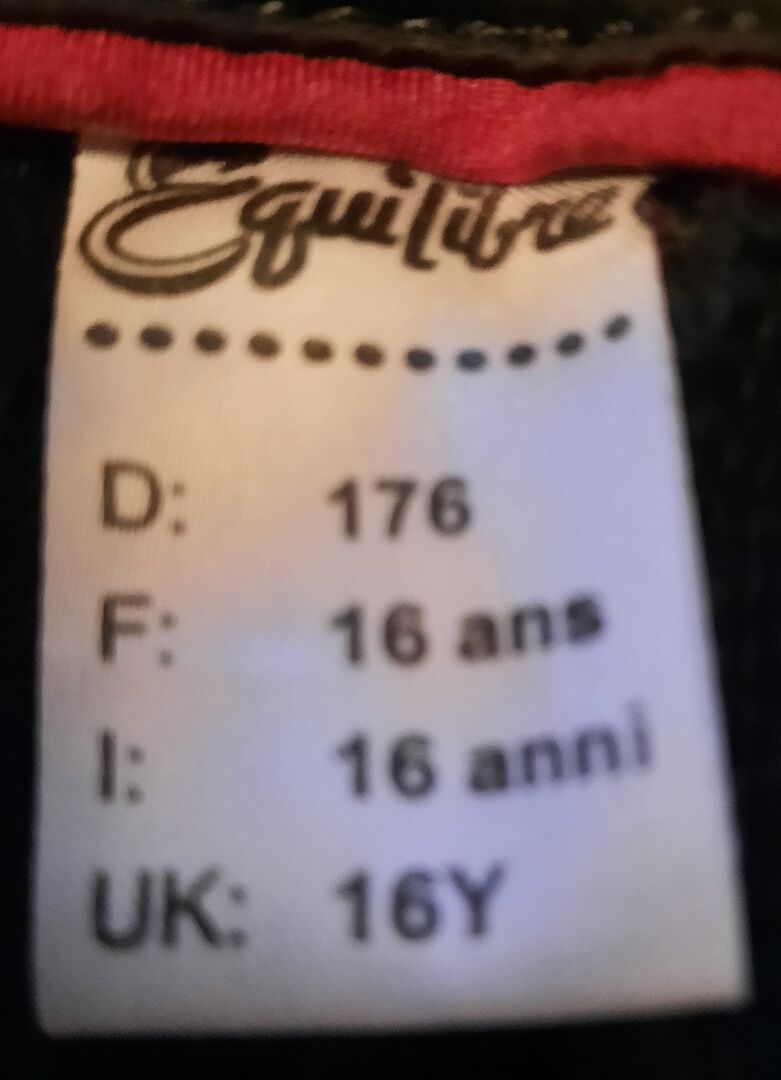 Equilibre
D: 176
F: 16 ans
I: 16 anni
UK: 16Y